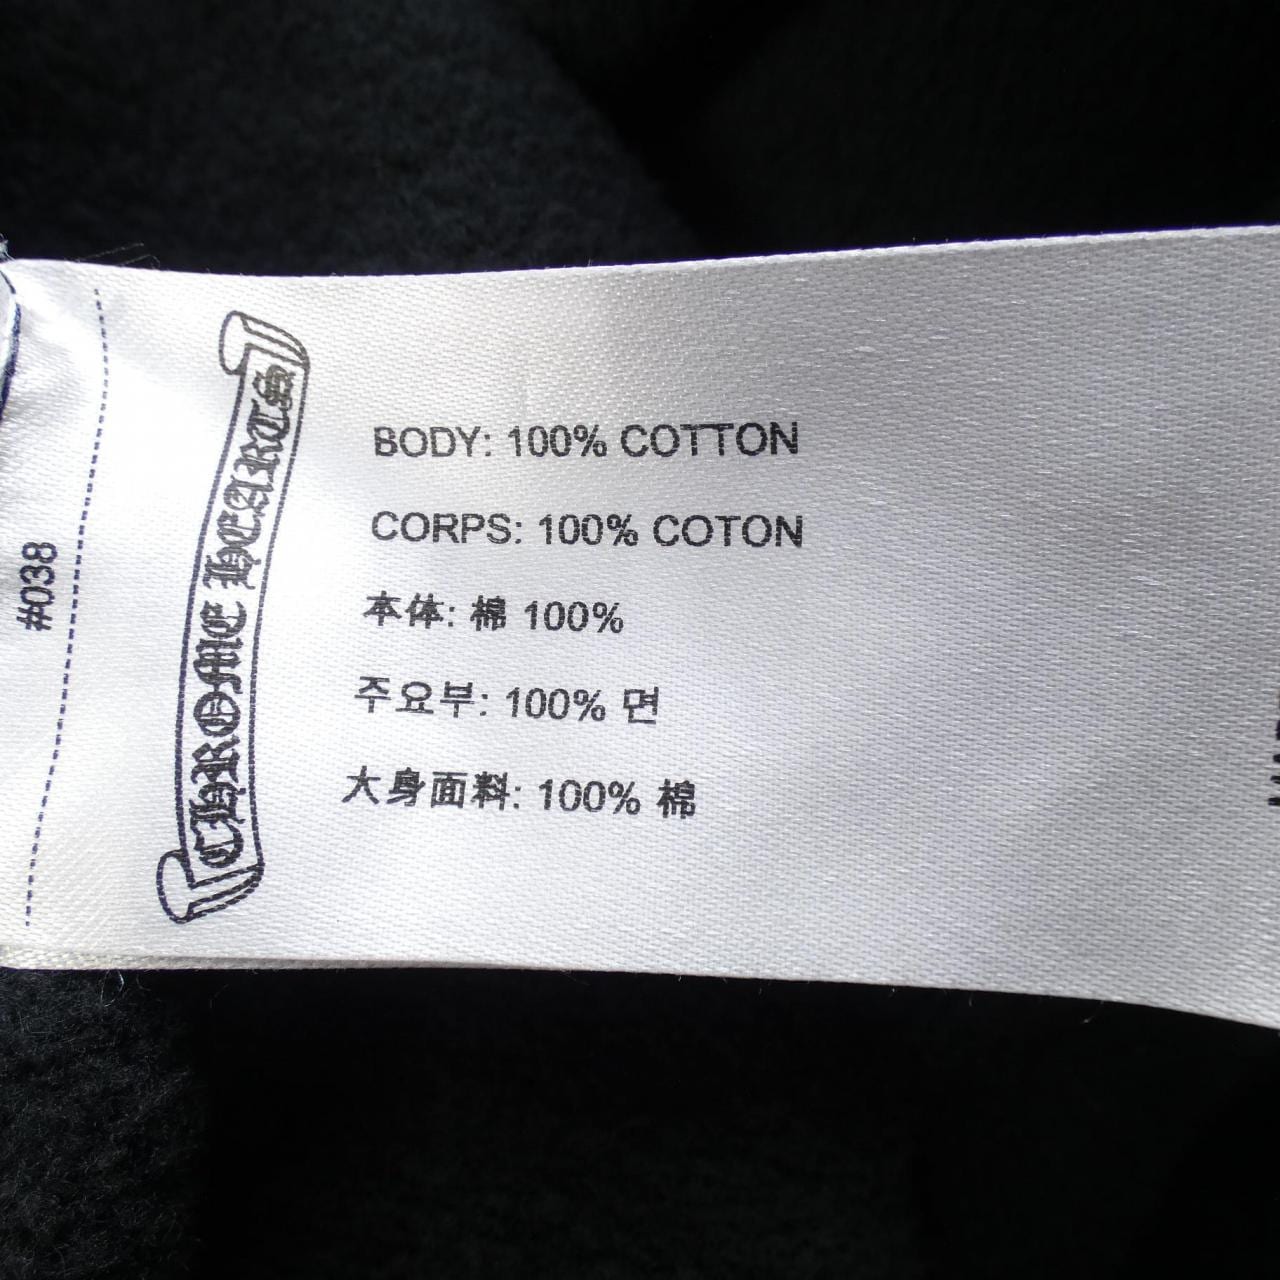 #038
CHROME HEARTS
BODY: 100% COTTON
CORPS: 100% COTON
本体: 棉 100%
주요부: 100% 면
大身面料: 100% 棉